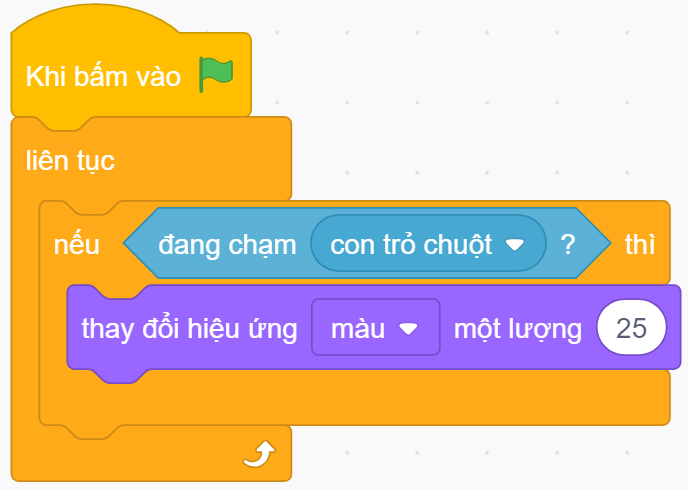 Khi bấm vào
liên tục
nếu đang chạm con trỏ chuột ? thì
thay đổi hiệu ứng màu một lượng 25